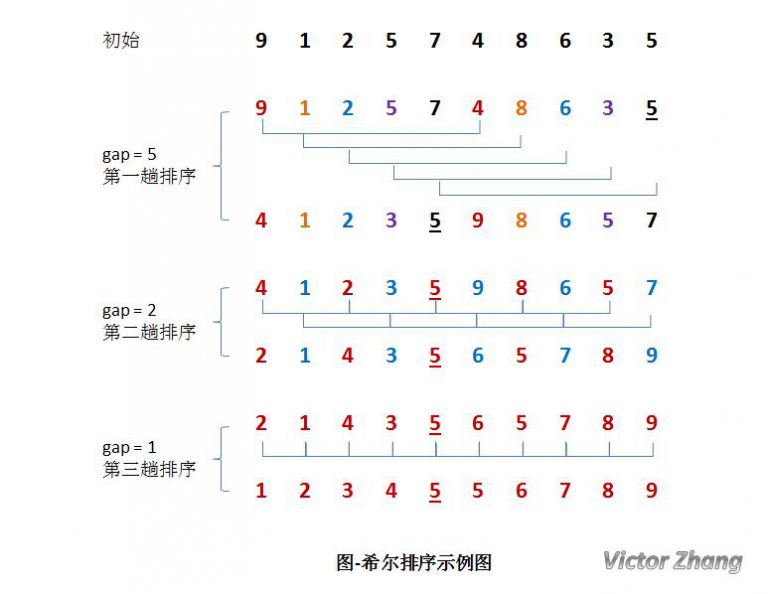 初始 9 1 2 5 7 4 8 6 3 5
9 1 2 5 7 4 8 6 3 5
gap = 5
第一趟排序
4 1 2 3 5 9 8 6 5 7
4 1 2 3 5 9 8 6 5 7
gap = 2
第二趟排序
2 1 4 3 5 6 5 7 8 9
2 1 4 3 5 6 5 7 8 9
gap = 1
第三趟排序
1 2 3 4 5 5 6 7 8 9
图-希尔排序示例图
Victor Zhang